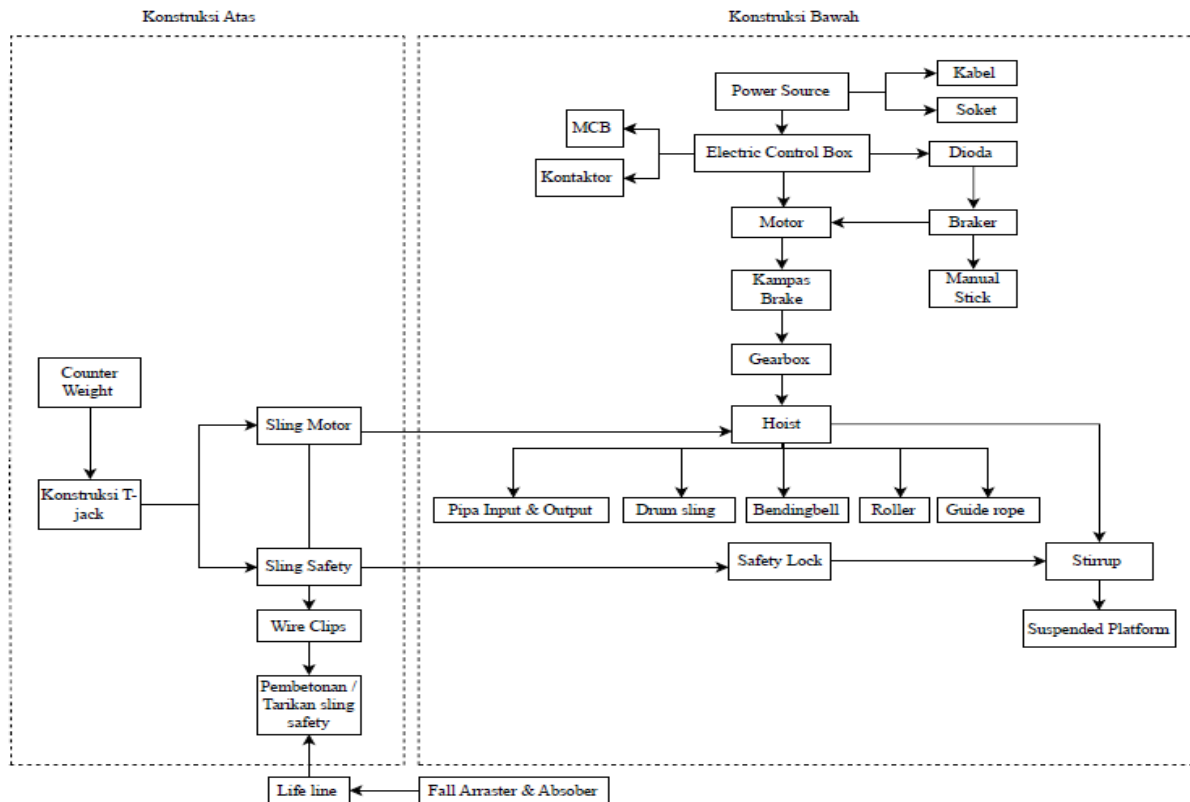 Konstruksi Atas
Konstruksi Bawah
Power Source
Kabel
Soket
MCB
Electric Control Box
Dioda
Kontaktor
Motor
Braker
Kampas
Brake
Manual
Stick
Gearbox
Counter
Weight
Sling Motor
Hoist
Konstruksi T-
jack
Pipa Input & Output
Drum sling
Bendingbell
Roller
Guide rope
Sling Safety
Safety Lock
Stirrup
Wire Clips
Suspended Platform
Pembetonan /
Tarikan sling
safety
Life line
Fall Arraster & Absober